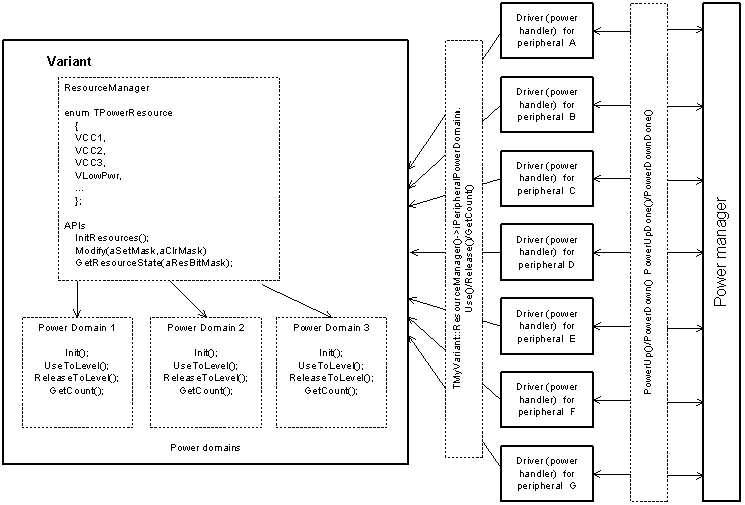 Variant
ResourceManager
enum TPowerResource
{
VCC1,
VCC2,
VCC3,
VLowPwr,
...
};
APIs
InitResources();
Modify(aSetMask,aClrMask)
GetResourceState(aResBitMask);
Power Domain 1
Init();
UseToLevel();
ReleaseToLevel();
GetCount();
Power Domain 2
Init();
UseToLevel();
ReleaseToLevel();
GetCount();
Power Domain 3
Init();
UseToLevel();
ReleaseToLevel();
GetCount();
Power domains
TMyVariant::ResourceManager()->iPeripheralPowerDomain.
Use()/Release()/GetCount()
Driver (power
handler) for
peripheral A
Driver (power
handler) for
peripheral B
Driver (power
handler) for
peripheral C
Driver (power
handler) for
peripheral D
Driver (power
handler) for
peripheral E
Driver (power
handler) for
peripheral F
Driver (power
handler) for
peripheral G
PowerUp()/PowerDown() PowerUpDone()/PowerDownDone()
Power manager